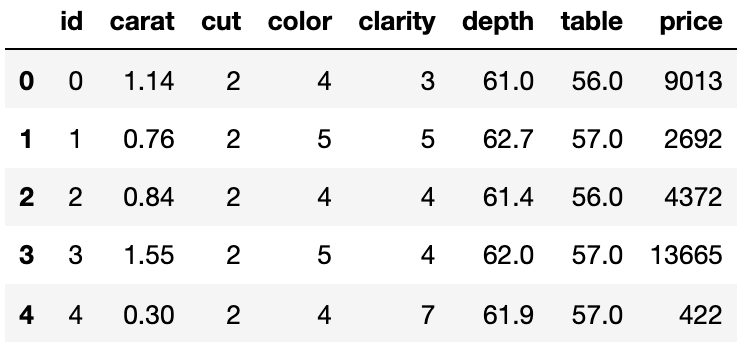 id carat cut color clarity depth table price
0 0 1.14 2 4 3 61.0 56.0 9013
1 1 0.76 2 5 5 62.7 57.0 2692
2 2 0.84 2 4 4 61.4 56.0 4372
3 3 1.55 2 5 4 62.0 57.0 13665
4 4 0.30 2 4 7 61.9 57.0 422